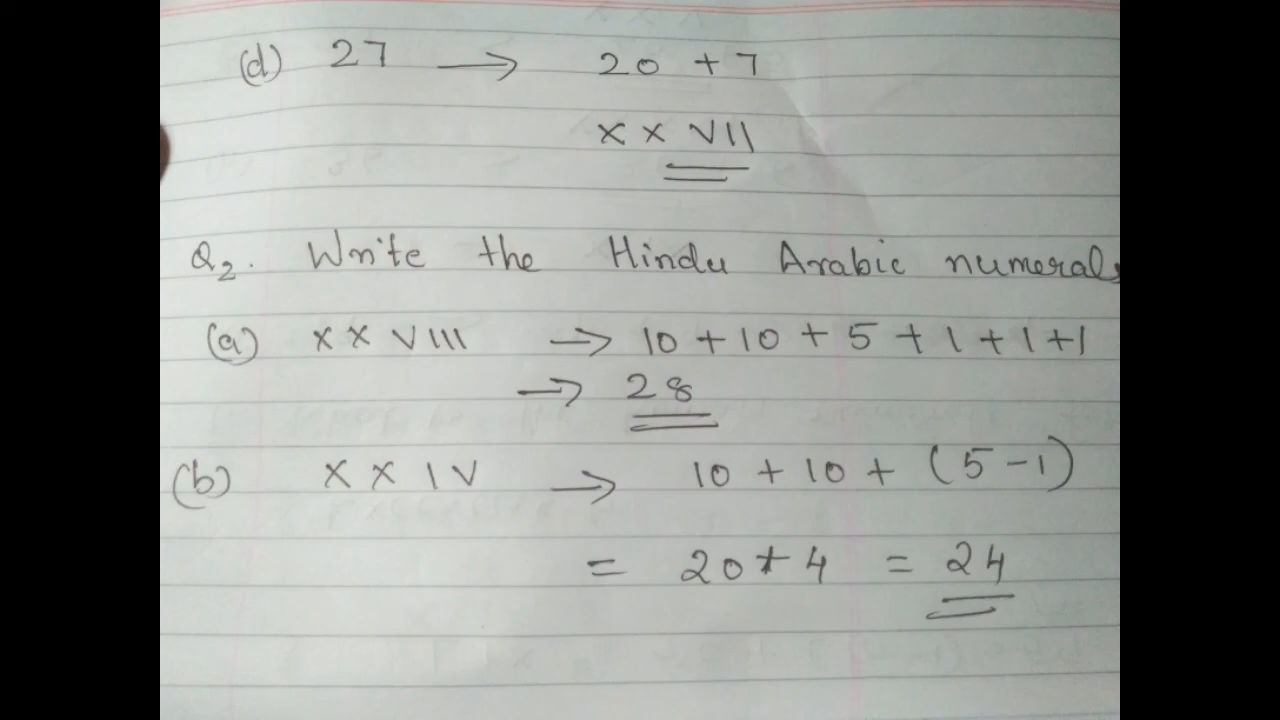 (d) 27 → 20 + 7
XX VII
Q2. Write the Hindu Arabic numerals
(a) XX VIII → 10 + 10 + 5 + 1 + 1 + 1
→ 28
(b) XX IV → 10 + 10 + (5 - 1)
= 20 + 4 = 24